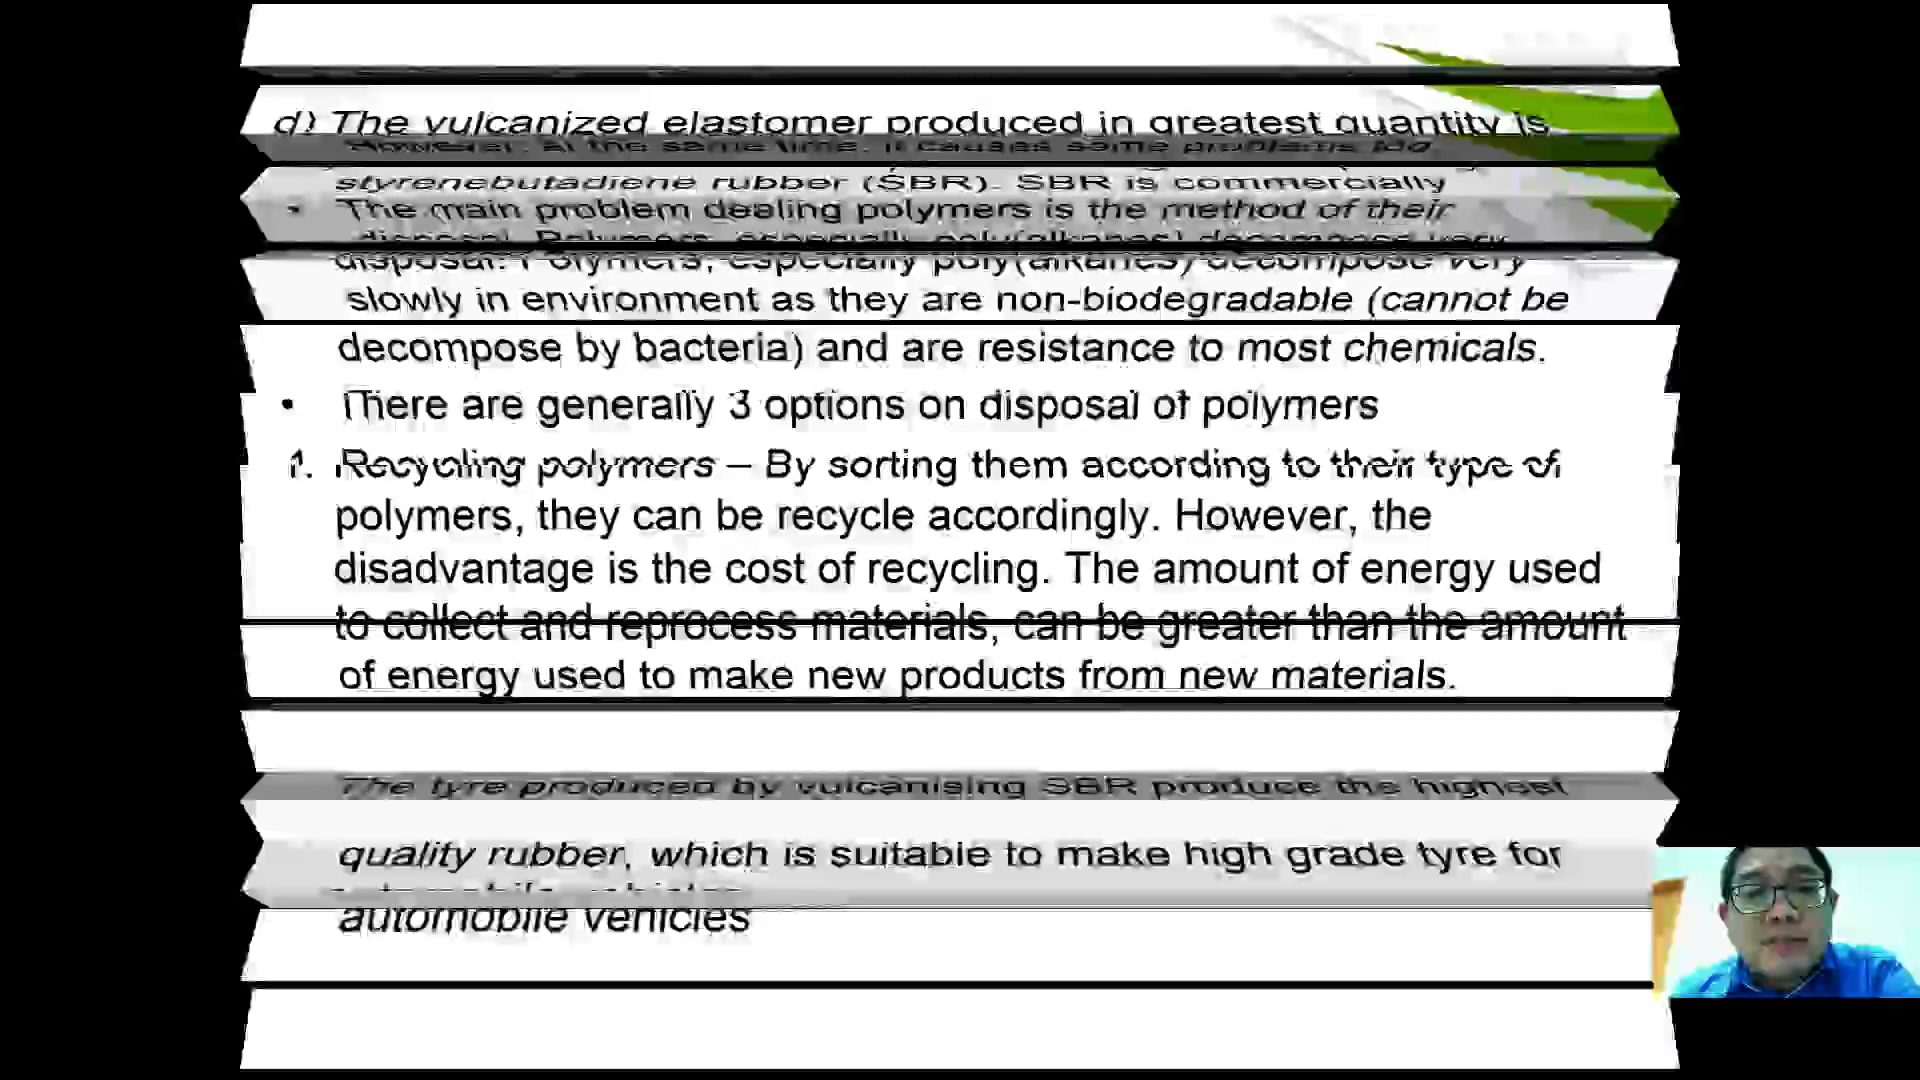 d) The vulcanized elastomer produced in greatest quantity is
However, at the same time, it causes some problems too
styrenebutadiene rubber (SBR). SBR is commercially
• The main problem dealing polymers is the method of their
disposal. Polymers, especially poly(alkanes) decompose very
slowly in environment as they are non-biodegradable (cannot be
decompose by bacteria) and are resistance to most chemicals.
• There are generally 3 options on disposal of polymers
1. Recycling polymers – By sorting them according to their type of
polymers, they can be recycle accordingly. However, the
disadvantage is the cost of recycling. The amount of energy used
to collect and reprocess materials, can be greater than the amount
of energy used to make new products from new materials.
The tyre produced by vulcanising SBR produce the highest
quality rubber, which is suitable to make high grade tyre for
automobile vehicles